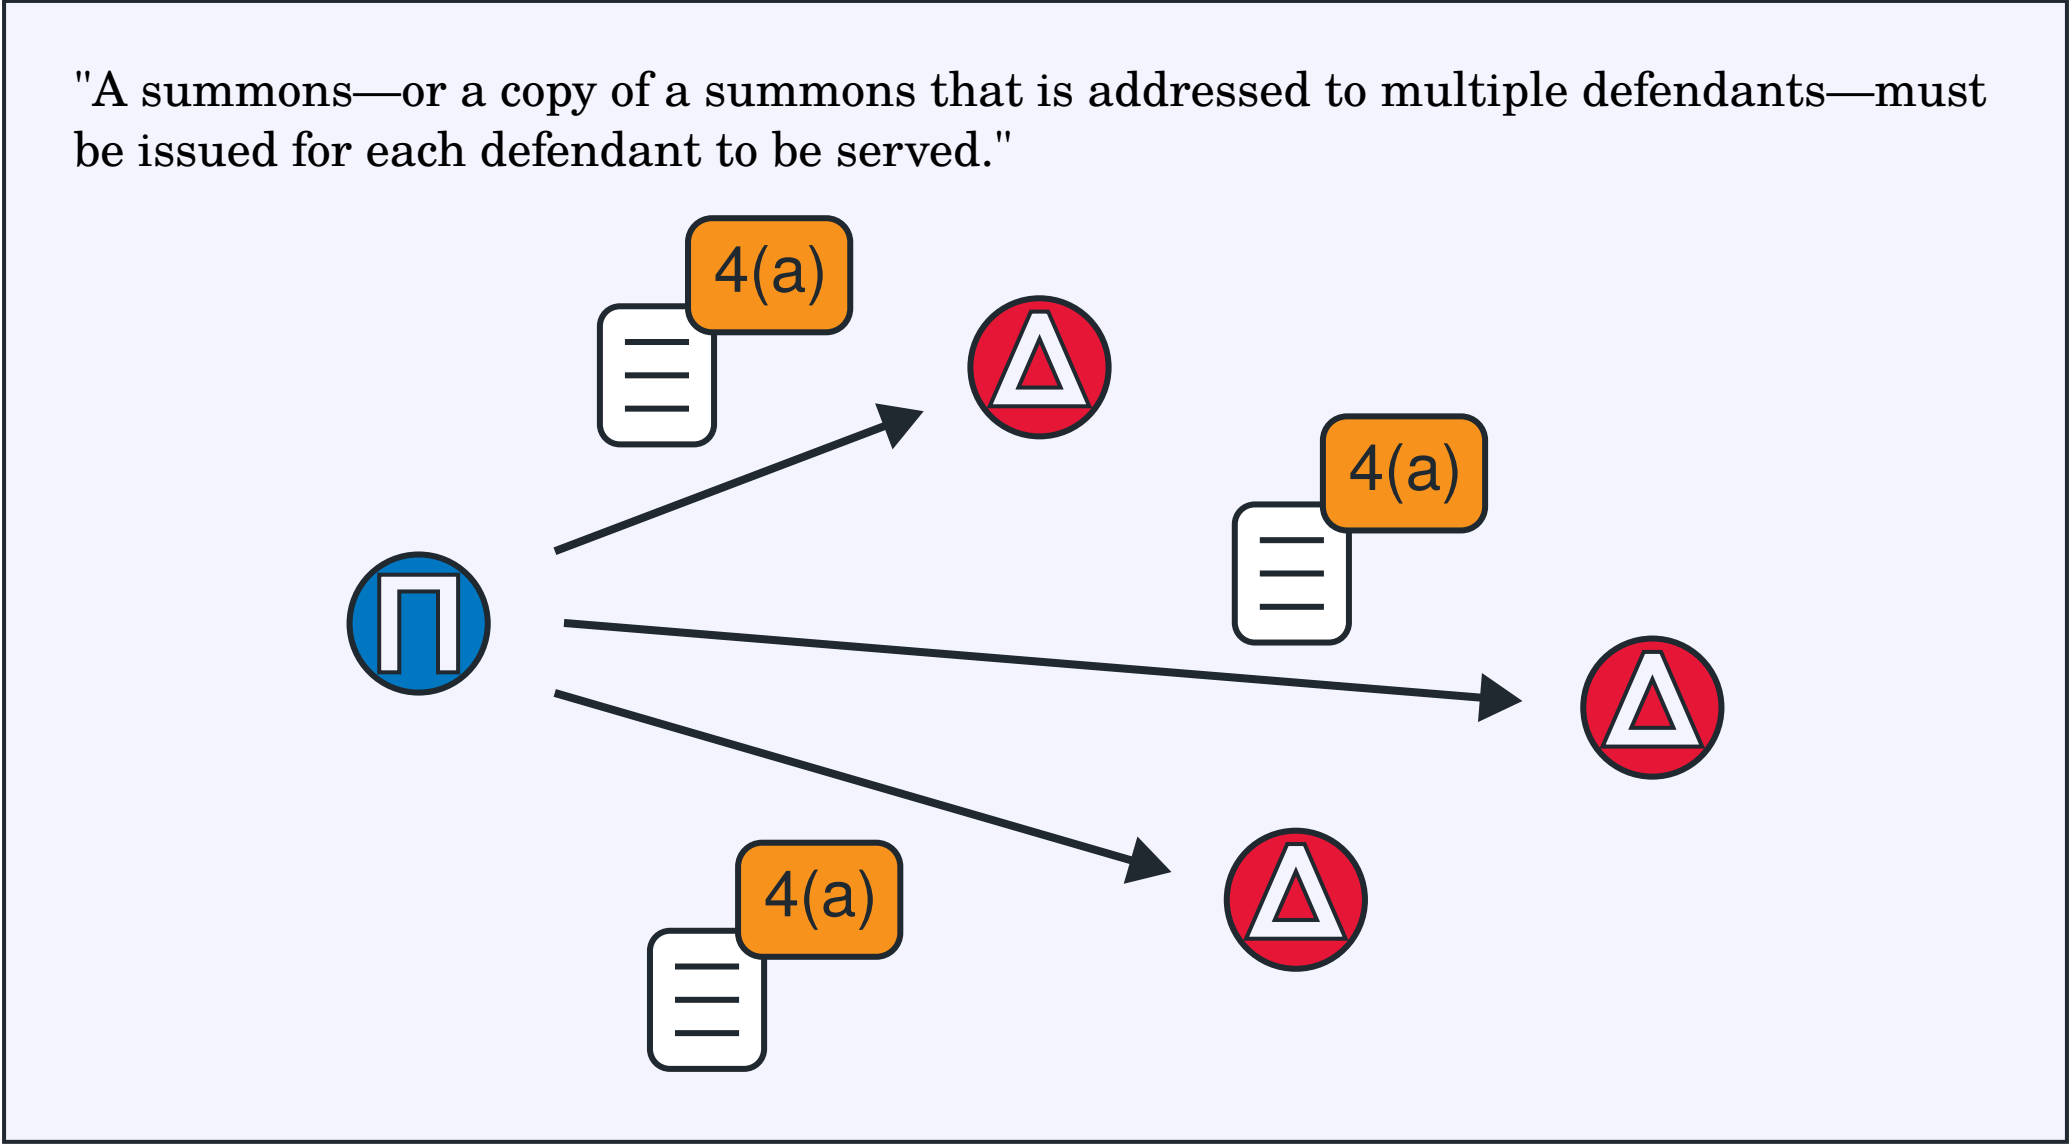 "A summons—or a copy of a summons that is addressed to multiple defendants—must
be issued for each defendant to be served."
4(a)
Δ
4(a)
Π
Δ
4(a)
Δ